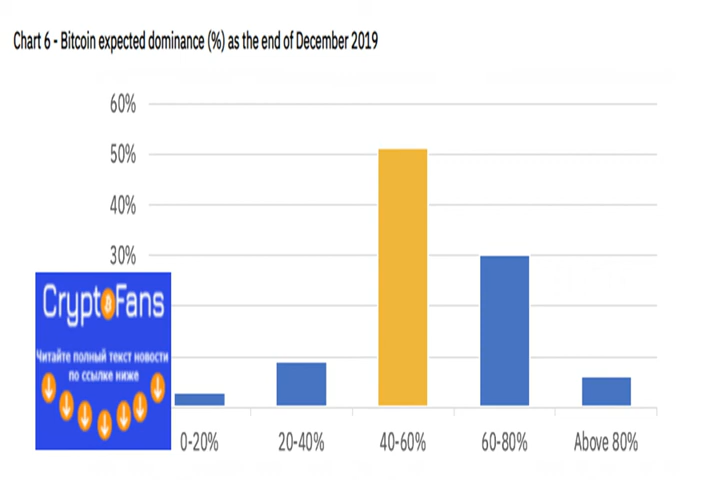 Chart 6 - Bitcoin expected dominance (%) as the end of December 2019
60%
50%
40%
30%
CryptoFans
Читайте полный текст новости
по ссылке ниже
0-20%
20-40%
40-60%
60-80%
Above 80%